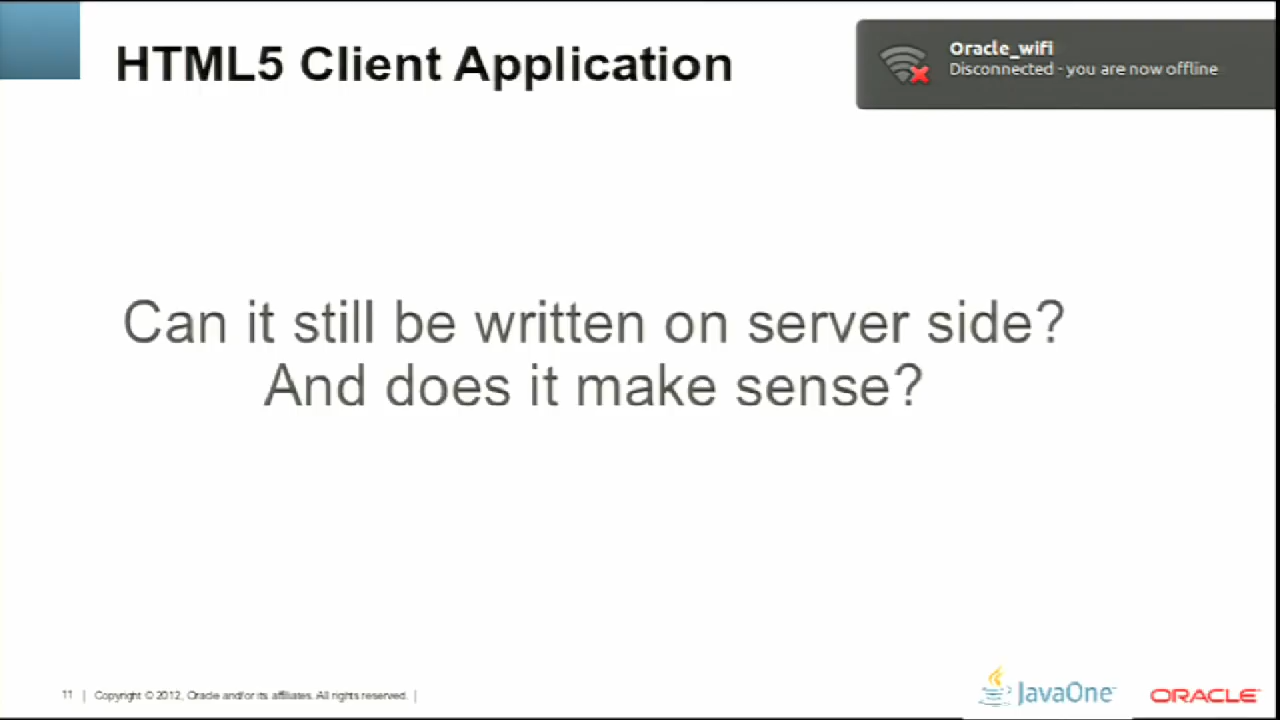 HTML5 Client Application
Oracle_wifi
Disconnected - you are now offline
Can it still be written on server side?
And does it make sense?
11 | Copyright © 2012, Oracle and/or its affiliates. All rights reserved. |
JavaOne™
ORACLE